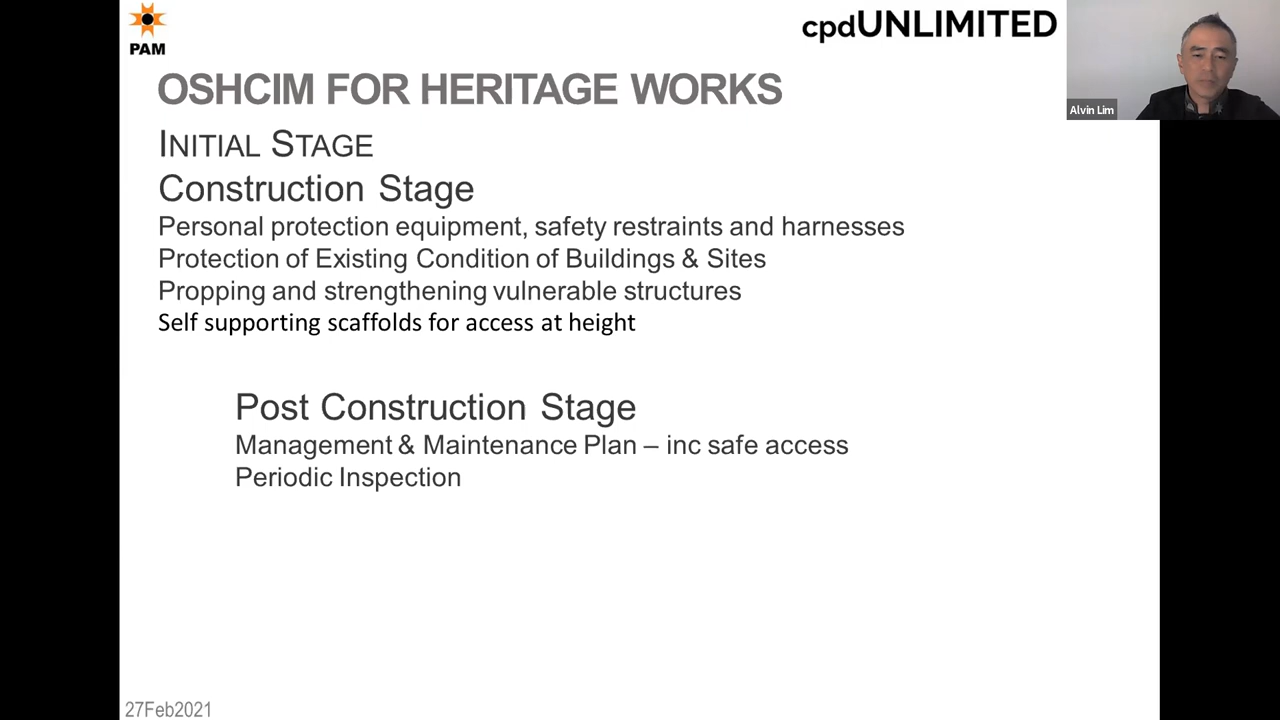 PAM
cpdUNLIMITED
Alvin Lim
OSHCIM FOR HERITAGE WORKS
INITIAL STAGE
Construction Stage
Personal protection equipment, safety restraints and harnesses
Protection of Existing Condition of Buildings & Sites
Propping and strengthening vulnerable structures
Self supporting scaffolds for access at height
Post Construction Stage
Management & Maintenance Plan – inc safe access
Periodic Inspection
27Feb2021